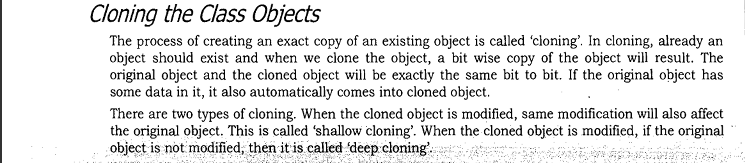 Cloning the Class Objects
The process of creating an exact copy of an existing object is called ‘cloning’. In cloning, already an
object should exist and when we clone the object, a bit wise copy of the object will result. The
original object and the cloned object will be exactly the same bit to bit. If the original object has
some data in it, it also automatically comes into cloned object.
There are two types of cloning. When the cloned object is modified, same modification will also affect
the original object. This is called ‘shallow cloning’. When the cloned object is modified, if the original
object is not modified, then it is called ‘deep cloning’.